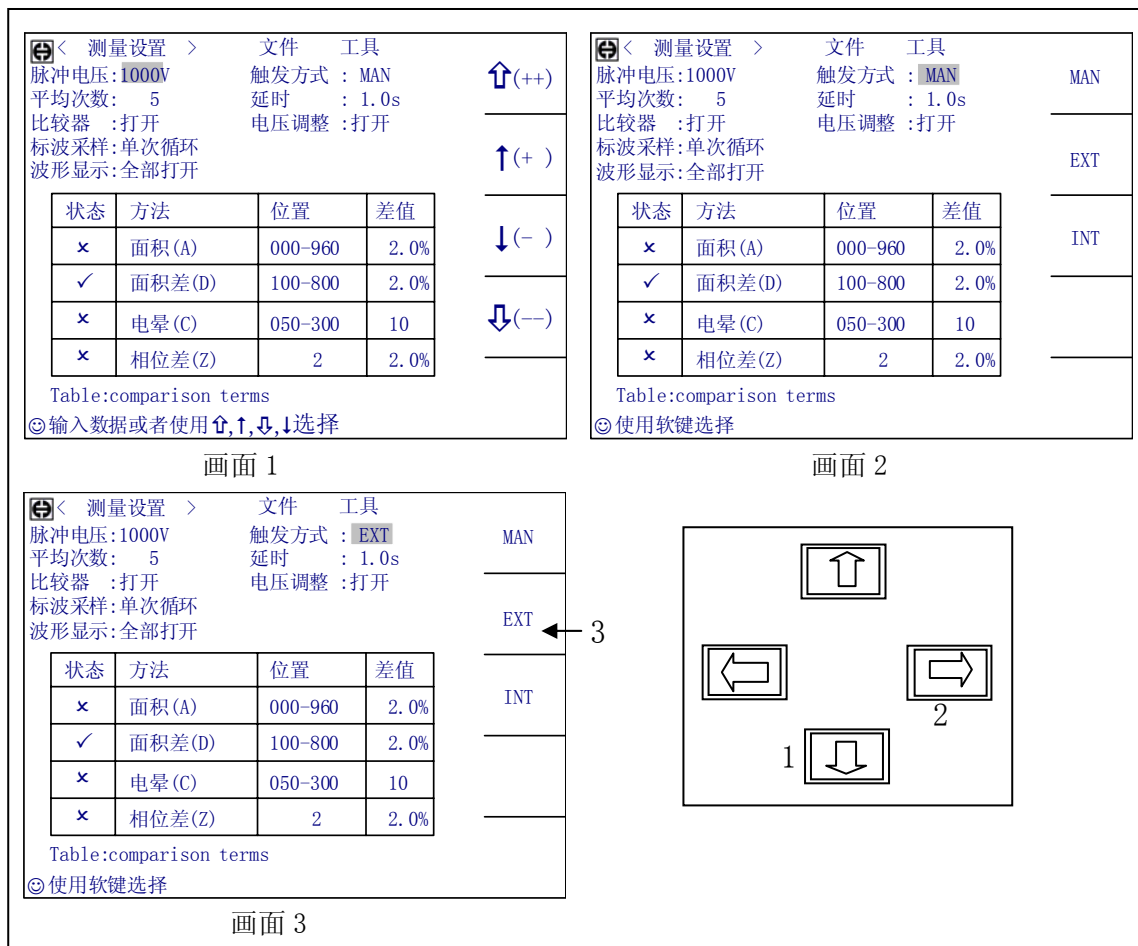 < 测量设置 > 文件 工具
脉冲电压:1000V 触发方式 : MAN
平均次数: 5 延时 : 1.0s
比较器 :打开 电压调整 :打开
标波采样:单次循环
波形显示:全部打开
状态 方法 位置 差值
× 面积(A) 000-960 2.0%
✓ 面积差(D) 100-800 2.0%
× 电晕(C) 050-300 10
× 相位差(Z) 2 2.0%
Table:comparison terms
☺输入数据或者使用⇧,↑,⇩,↓选择
⇧(++)
↑(+ )
↓(- )
⇩(--)
画面 1
< 测量设置 > 文件 工具
脉冲电压:1000V 触发方式 : MAN
平均次数: 5 延时 : 1.0s
比较器 :打开 电压调整 :打开
标波采样:单次循环
波形显示:全部打开
状态 方法 位置 差值
× 面积(A) 000-960 2.0%
✓ 面积差(D) 100-800 2.0%
× 电晕(C) 050-300 10
× 相位差(Z) 2 2.0%
Table:comparison terms
☺使用软键选择
MAN
EXT
INT
画面 2
< 测量设置 > 文件 工具
脉冲电压:1000V 触发方式 : EXT
平均次数: 5 延时 : 1.0s
比较器 :打开 电压调整 :打开
标波采样:单次循环
波形显示:全部打开
状态 方法 位置 差值
× 面积(A) 000-960 2.0%
✓ 面积差(D) 100-800 2.0%
× 电晕(C) 050-300 10
× 相位差(Z) 2 2.0%
Table:comparison terms
☺使用软键选择
MAN
EXT
3
INT
画面 3
2
1